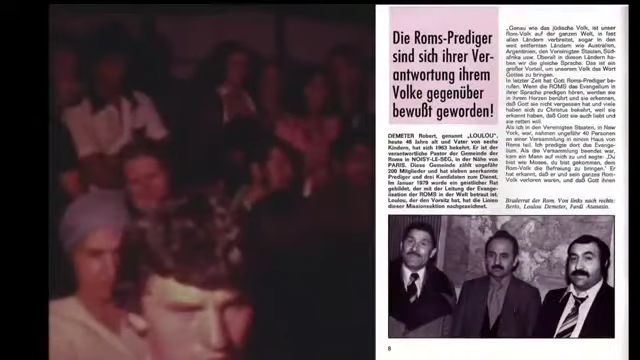 Die Roms-Prediger
sind sich ihrer Ver-
antwortung ihrem
Volke gegenüber
bewußt geworden!
DEMETER Robert, genannt „LOULOU",
heute 48 Jahre alt und Vater von sechs
Kindern, hat sich 1963 bekehrt. Er ist der
verantwortliche Pastor der Gemeinde der
Roms in NOISY-LE-SEG, in der Nähe von
PARIS. Diese Gemeinde zählt ungefähr
200 Mitglieder und hat sieben anerkannte
Prediger und drei Kandidaten zum Dienst.
Im Januar 1979 wurde ein geistlicher Rat
gebildet, der mit der Leitung der Evange-
lisation der ROMS in der Welt betraut ist.
Loulou, der den Vorsitz hat, hat die Linien
dieser Missionsaktion nachgezeichnet.
„Genau wie das jüdische Volk, ist unser
Rom-Volk auf der ganzen Welt, in fast
allen Ländern verbreitet, sogar in den
weit entfernten Ländern wie Australien,
Argentinien, den Vereinigten Staaten, Süd-
afrika usw. Überall in diesen Ländern ha-
ben wir die gleiche Sprache. Das ist ein
großer Vorteil, um unseren Volk das Wort
Gottes zu bringen.
In letzter Zeit hat Gott Roms-Prediger be-
rufen. Wenn die ROMS das Evangelium in
ihrer Sprache predigen hören, werden sie
in ihrem Herzen berührt und sie erkennen,
daß Gott sie nicht vergessen hat und viele
haben sich zu Christus bekehrt, weil sie
erkannt haben, daß Gott sie auch liebt und
sie retten will.
Als ich in den Vereinigten Staaten, in New
York, war, nahmen ungefähr 40 Personen
an einer Versammlung in einem Haus von
Roms teil. Ich predigte dort das Evange-
lium. Als die Versammlung beendet war,
kam ein Mann auf mich zu und sagte: „Du
bist wie Moses, du bist gekommen, dem
Rom-Volk die Befreiung zu bringen." Er
hat erkannt, daß er und sein ganzes Rom-
Volk verloren waren, und daß Gott ihnen
Bruderrat der Rom. Von links nach rechts:
Berto, Loulou Demeter, Fardi
8